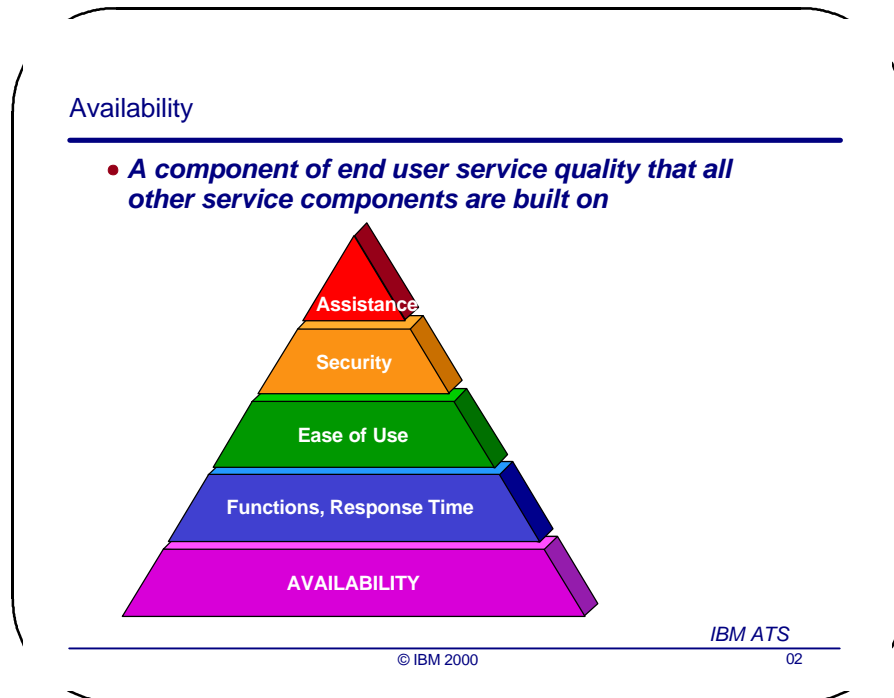 Availability
• A component of end user service quality that all
other service components are built on
Assistance
Security
Ease of Use
Functions, Response Time
AVAILABILITY
IBM ATS
© IBM 2000
02